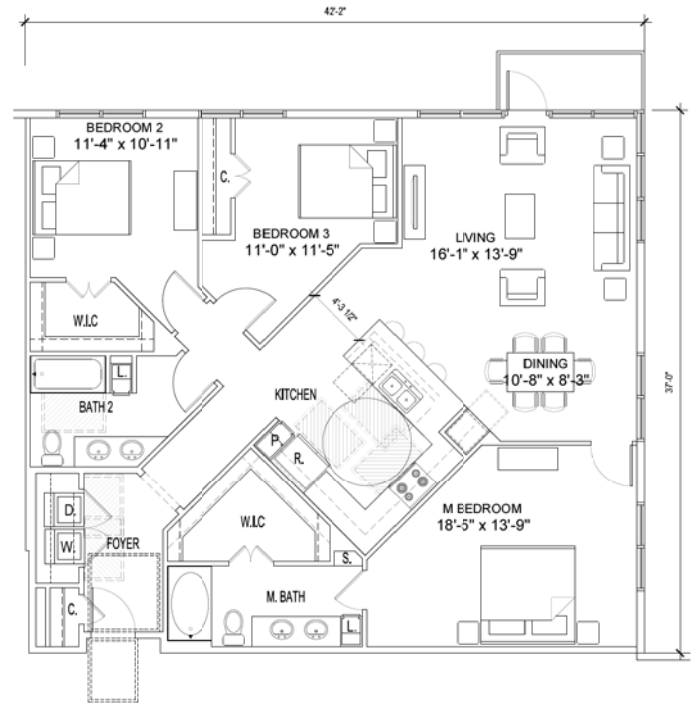 42'-2"
BEDROOM 2
11'-4" x 10'-11"
C.
BEDROOM 3
11'-0" x 11'-5"
LIVING
16'-1" x 13'-9"
W.I.C
4'-3 1/2"
L.
KITCHEN
DINING
10'-8" x 8'-3"
37'-0"
BATH 2
P.
R.
D.
W.
FOYER
W.I.C
M BEDROOM
18'-5" x 13'-9"
S.
C.
M. BATH
L.